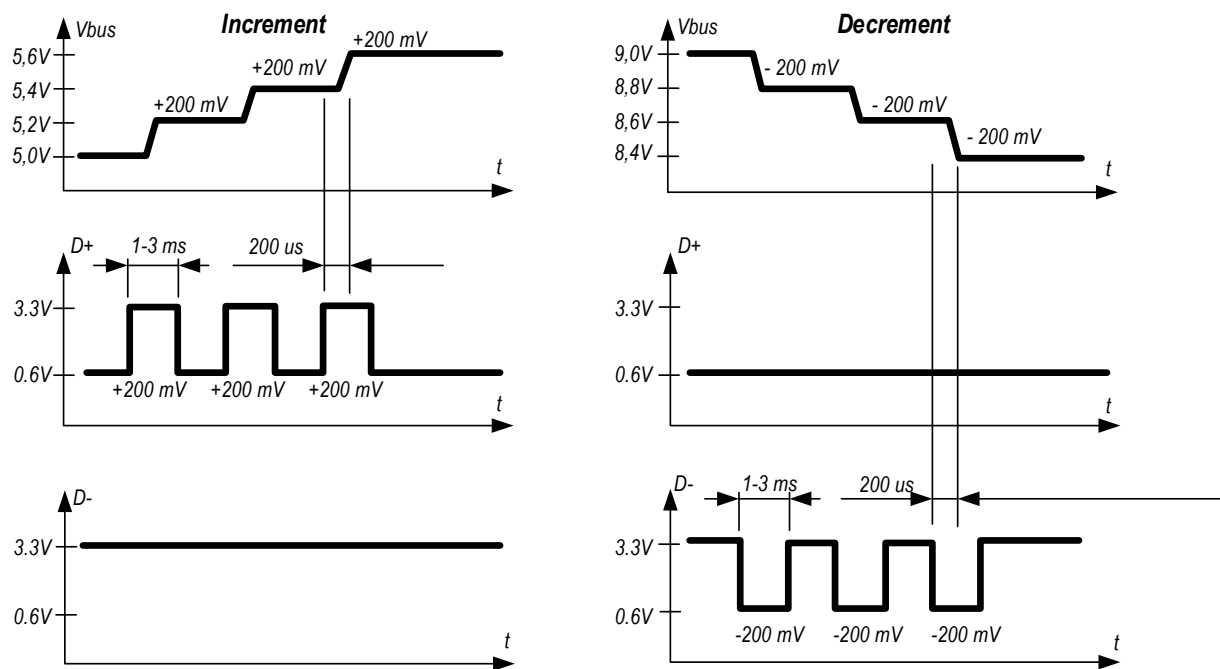 Increment
Vbus
+200 mV
5,6V
+200 mV
5,4V
+200 mV
5,2V
5,0V
t
D+
1-3 ms
200 us
3.3V
0.6V
+200 mV
+200 mV
+200 mV
t
D-
3.3V
0.6V
t
Decrement
Vbus
9,0V
- 200 mV
8,8V
- 200 mV
8,6V
- 200 mV
8,4V
t
D+
3.3V
0.6V
t
D-
1-3 ms
200 us
3.3V
0.6V
-200 mV
-200 mV
-200 mV
t